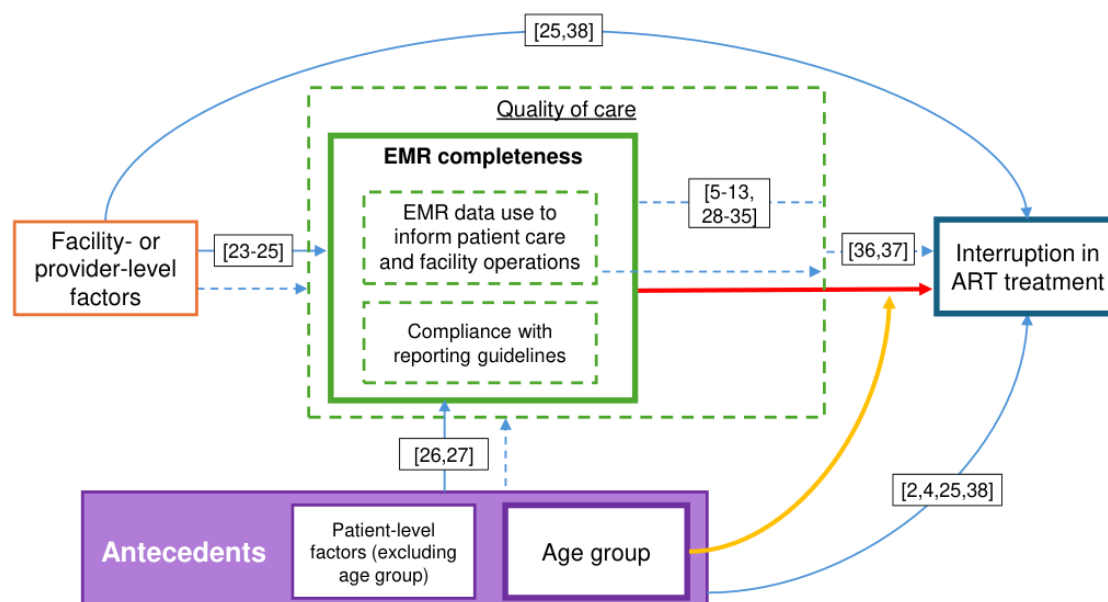 [25,38]
Quality of care
EMR completeness
[5-13,
28-35]
EMR data use to
inform patient care
and facility operations
Facility- or
provider-level
factors
[23-25]
[36,37]
Interruption in
ART treatment
Compliance with
reporting guidelines
[26,27]
[2,4,25,38]
Antecedents
Patient-level
factors (excluding
age group)
Age group